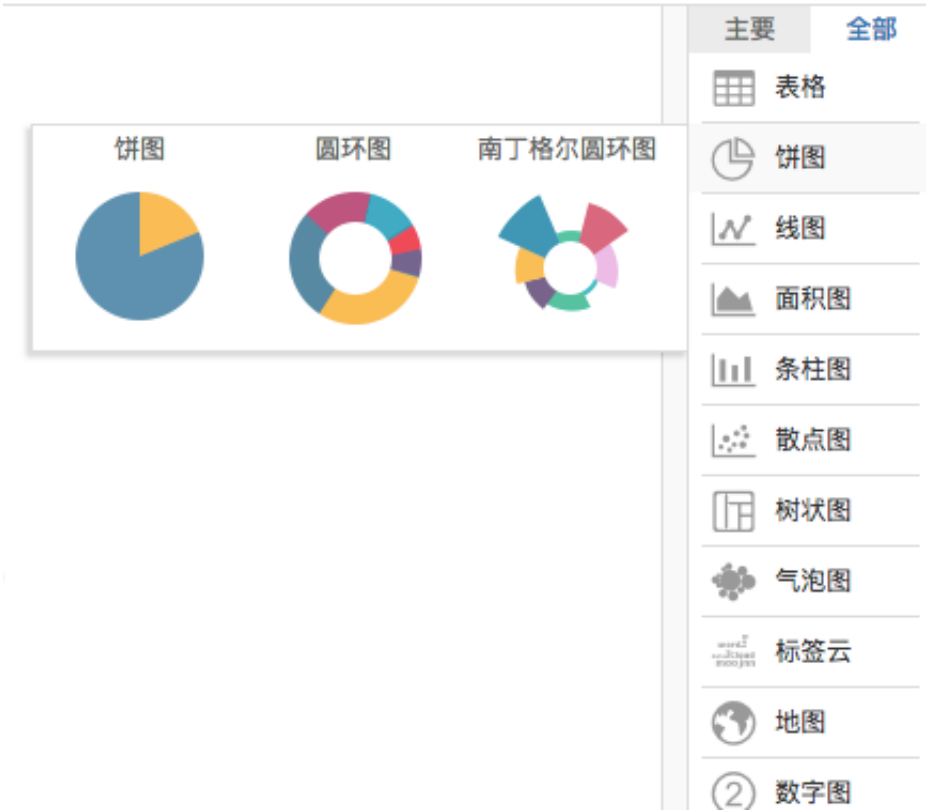 主要 全部
表格
饼图 圆环图 南丁格尔圆环图
饼图
线图
面积图
条柱图
散点图
树状图
气泡图
标签云
地图
2 数字图